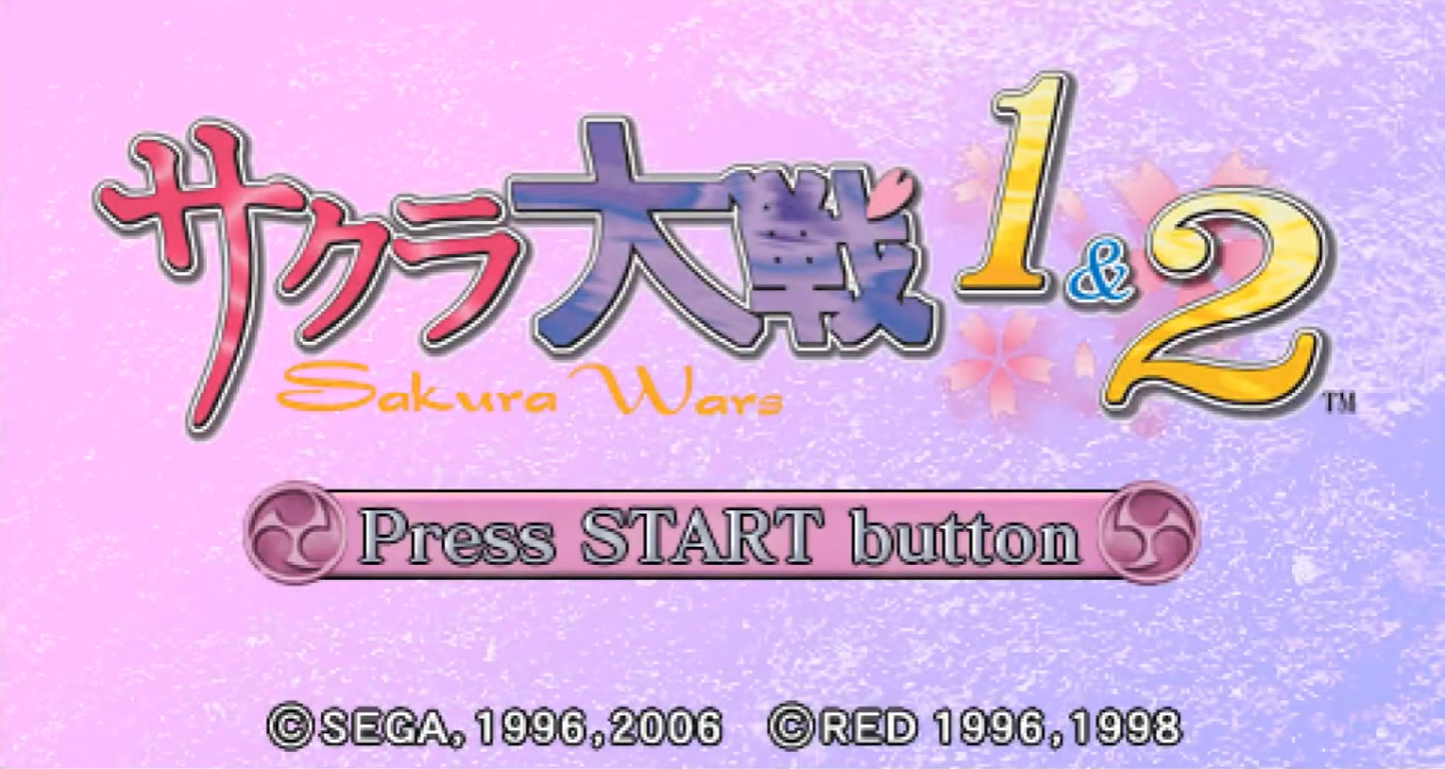 サクラ大戦 1&2 TM
Sakura Wars
Press START button
©SEGA, 1996,2006 ©RED 1996,1998